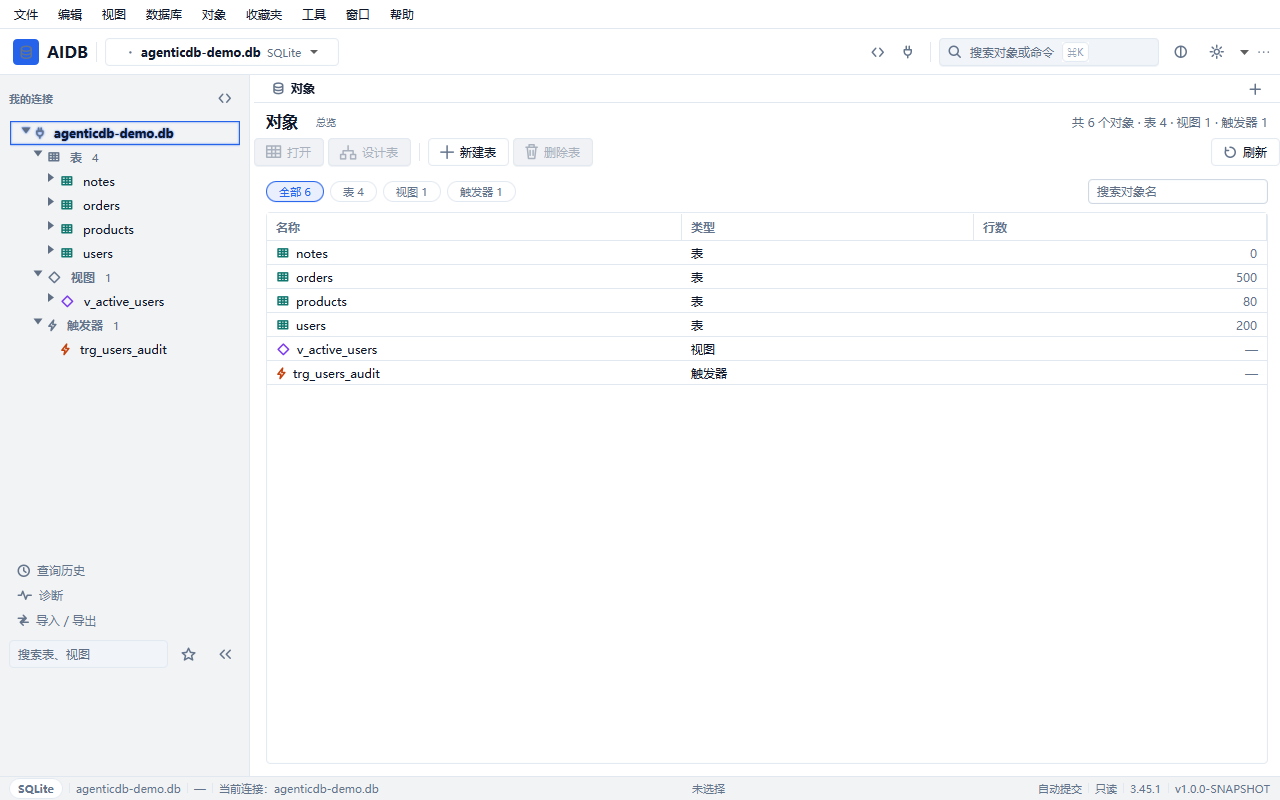 文件 编辑 视图 数据库 对象 收藏夹 工具 窗口 帮助
AIDB · agenticdb-demo.db SQLite 搜索对象或命令 ⌘K ···
我的连接
对象
对象 总览 共 6 个对象 · 表 4 · 视图 1 · 触发器 1
agenticdb-demo.db
表 4
notes
orders
products
users
视图 1
v_active_users
触发器 1
trg_users_audit
打开 设计表 新建表 删除表 刷新
全部 6 表 4 视图 1 触发器 1 搜索对象名
名称 类型 行数
notes 表 0
orders 表 500
products 表 80
users 表 200
v_active_users 视图 —
trg_users_audit 触发器 —
查询历史
诊断
导入 / 导出
搜索表、视图
SQLite agenticdb-demo.db — 当前连接: agenticdb-demo.db 未选择 自动提交 只读 3.45.1 v1.0.0-SNAPSHOT